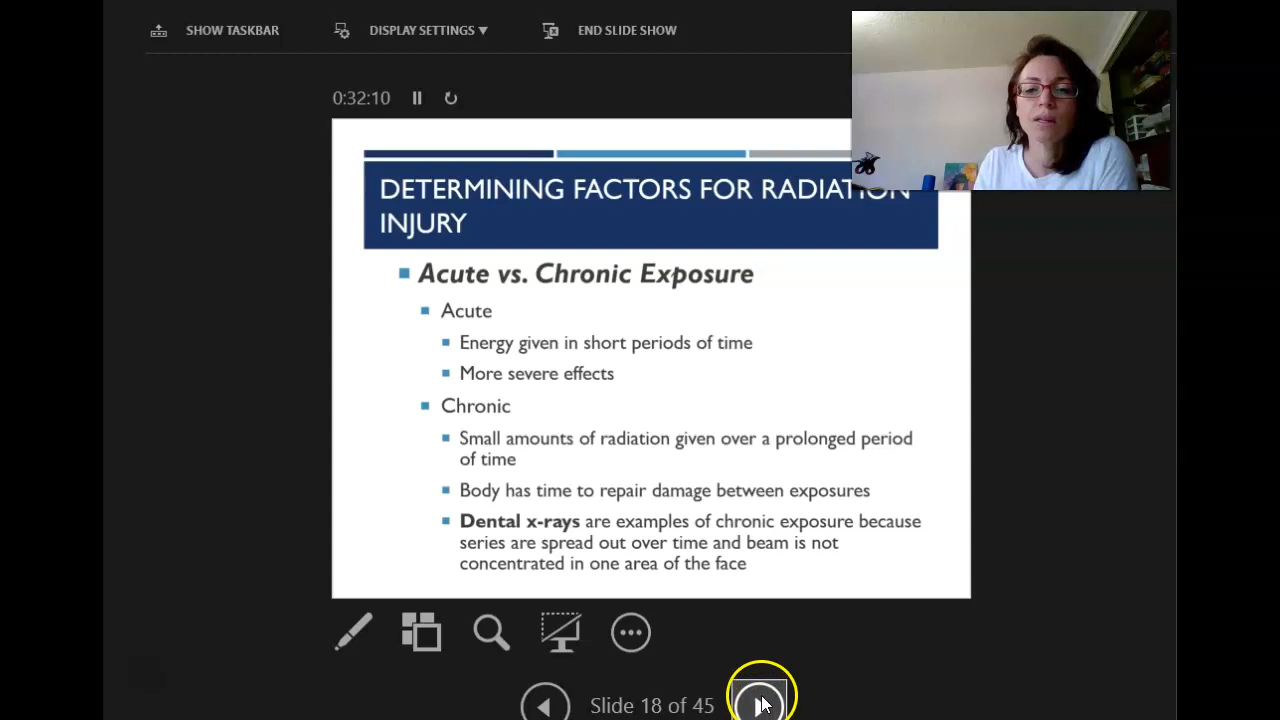 SHOW TASKBAR
DISPLAY SETTINGS ▼
END SLIDE SHOW
0:32:10
DETERMINING FACTORS FOR RADIATION
INJURY
Acute vs. Chronic Exposure
Acute
Energy given in short periods of time
More severe effects
Chronic
Small amounts of radiation given over a prolonged period
of time
Body has time to repair damage between exposures
Dental x-rays are examples of chronic exposure because
series are spread out over time and beam is not
concentrated in one area of the face
Slide 18 of 45